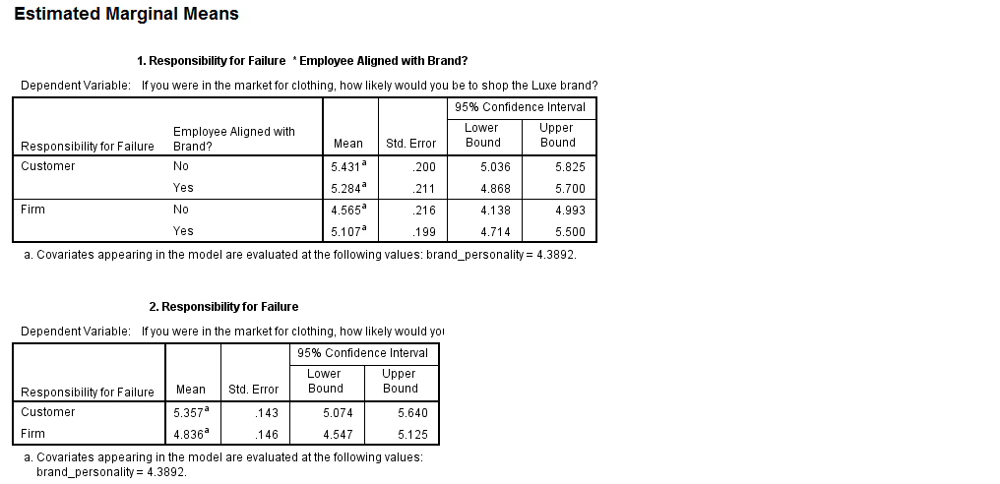 Estimated Marginal Means
1. Responsibility for Failure * Employee Aligned with Brand?
Dependent Variable: If you were in the market for clothing, how likely would you be to shop the Luxe brand?
95% Confidence Interval
Responsibility for Failure Employee Aligned with Brand? Mean Std. Error Lower Bound Upper Bound
Customer No 5.431a .200 5.036 5.825
Yes 5.284a .211 4.868 5.700
Firm No 4.565a .216 4.138 4.993
Yes 5.107a .199 4.714 5.500
a. Covariates appearing in the model are evaluated at the following values: brand_personality = 4.3892.
2. Responsibility for Failure
Dependent Variable: If you were in the market for clothing, how likely would you
95% Confidence Interval
Responsibility for Failure Mean Std. Error Lower Bound Upper Bound
Customer 5.357a .143 5.074 5.640
Firm 4.836a .146 4.547 5.125
a. Covariates appearing in the model are evaluated at the following values:
brand_personality = 4.3892.